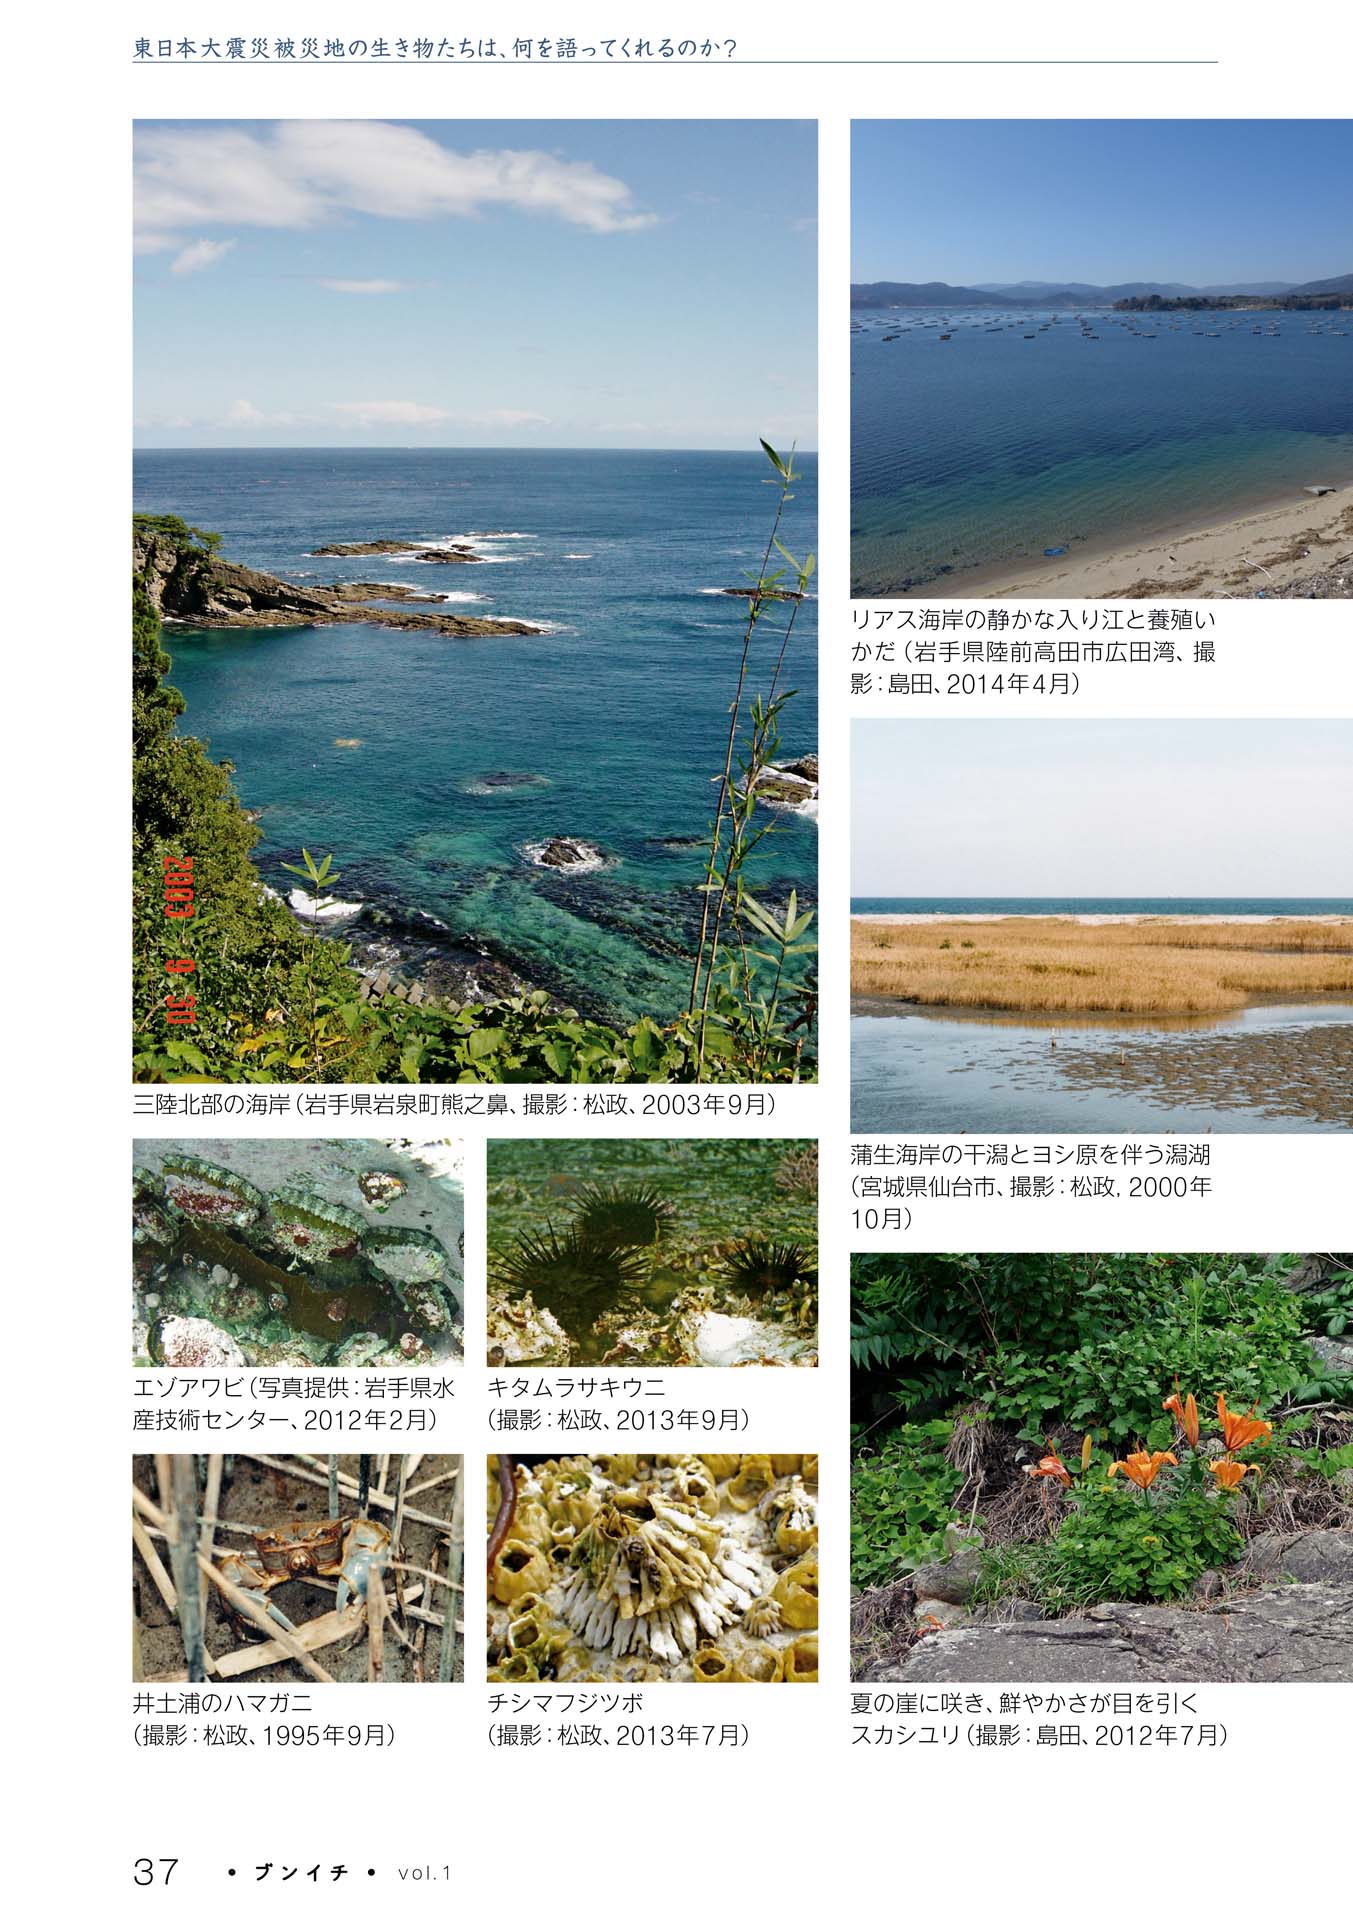 東日本大震災被災地の生き物たちは、何を語ってくれるのか？
2003 9 30
三陸北部の海岸（岩手県岩泉町熊之鼻、撮影：松政、2003年9月）
エゾアワビ（写真提供：岩手県水
産技術センター、2012年2月）
キタムラサキウニ
（撮影：松政、2013年9月）
井土浦のハマガニ
（撮影：松政、1995年9月）
チシマフジツボ
（撮影：松政、2013年7月）
リアス海岸の静かな入り江と養殖い
かだ（岩手県陸前高田市広田湾、撮
影：島田、2014年4月）
蒲生海岸の干潟とヨシ原を伴う潟湖
（宮城県仙台市、撮影：松政, 2000年
10月）
夏の崖に咲き、鮮やかさが目を引く
スカシユリ（撮影：島田、2012年7月）
37 • ブンイチ • vol.1